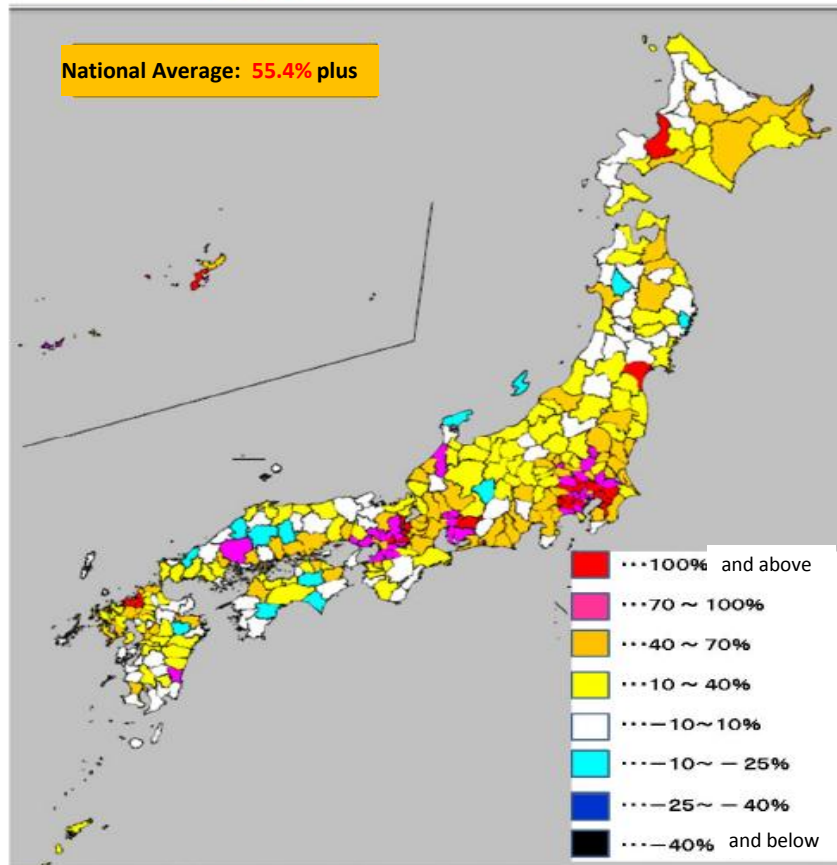 National Average: 55.4% plus
…100% and above
…70～100%
…40～70%
…10～40%
…－10～10%
…－10～－25%
…－25～－40%
…－40% and below